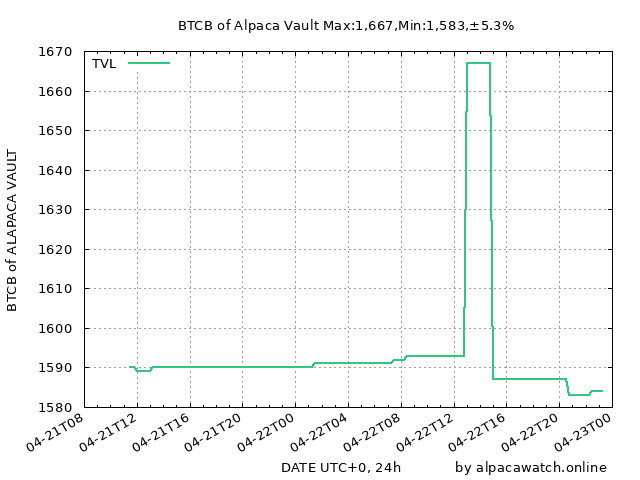 BTCB of Alpaca Vault Max:1,667,Min:1,583,±5.3%
TVL
BTCB of ALAPACA VAULT
1670
1660
1650
1640
1630
1620
1610
1600
1590
1580
04-21T08
04-21T12
04-21T16
04-21T20
04-22T00
04-22T04
04-22T08
04-22T12
04-22T16
04-22T20
04-23T00
DATE UTC+0, 24h
by alpacawatch.online